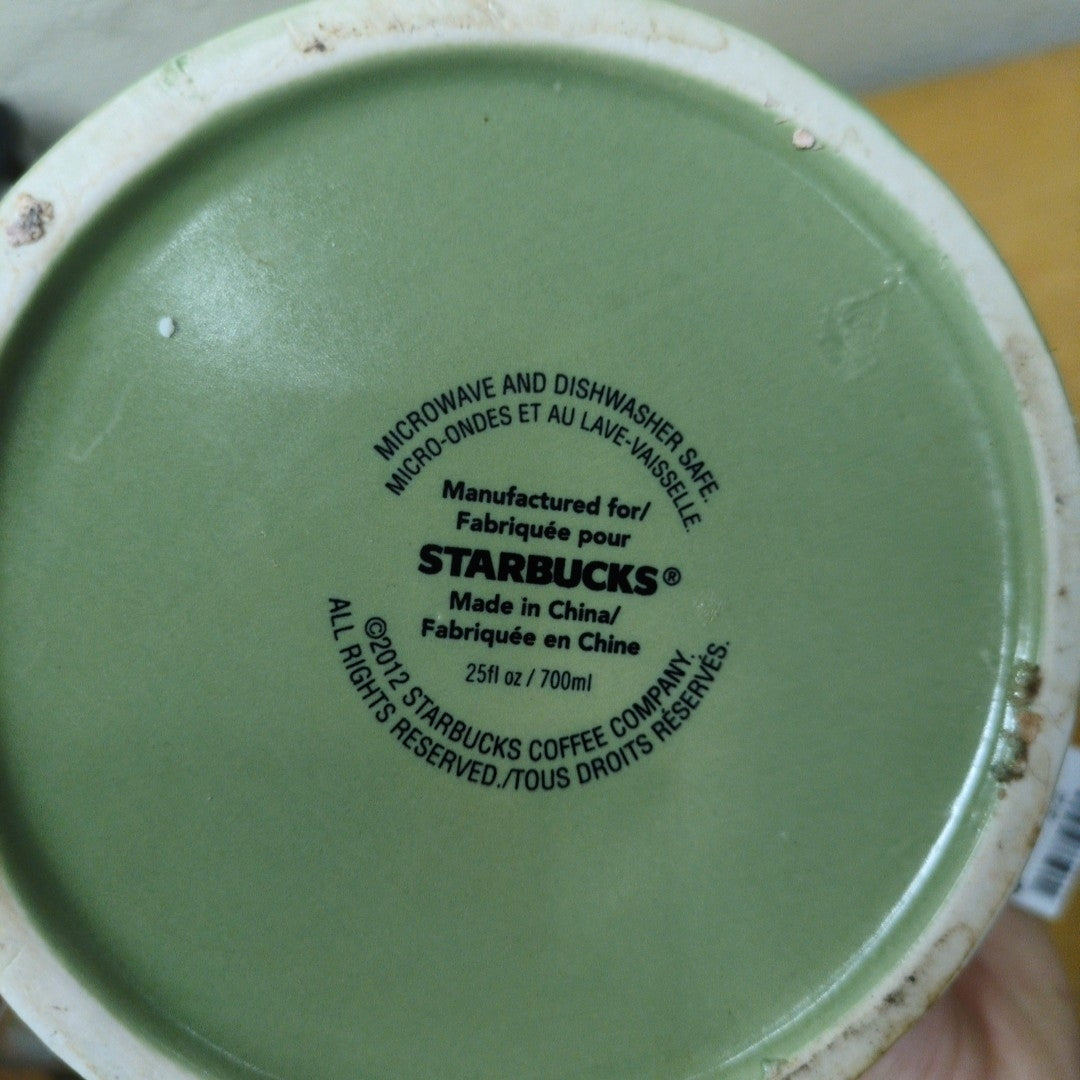 MICROWAVE AND DISHWASHER SAFE.
MICRO-ONDES ET AU LAVE-VAISSELLE.
Manufactured for/
Fabriquée pour
STARBUCKS®
Made in China/
Fabriquée en Chine
25fl oz / 700ml
©2012 STARBUCKS COFFEE COMPANY.
ALL RIGHTS RESERVED./TOUS DROITS RÉSERVÉS.